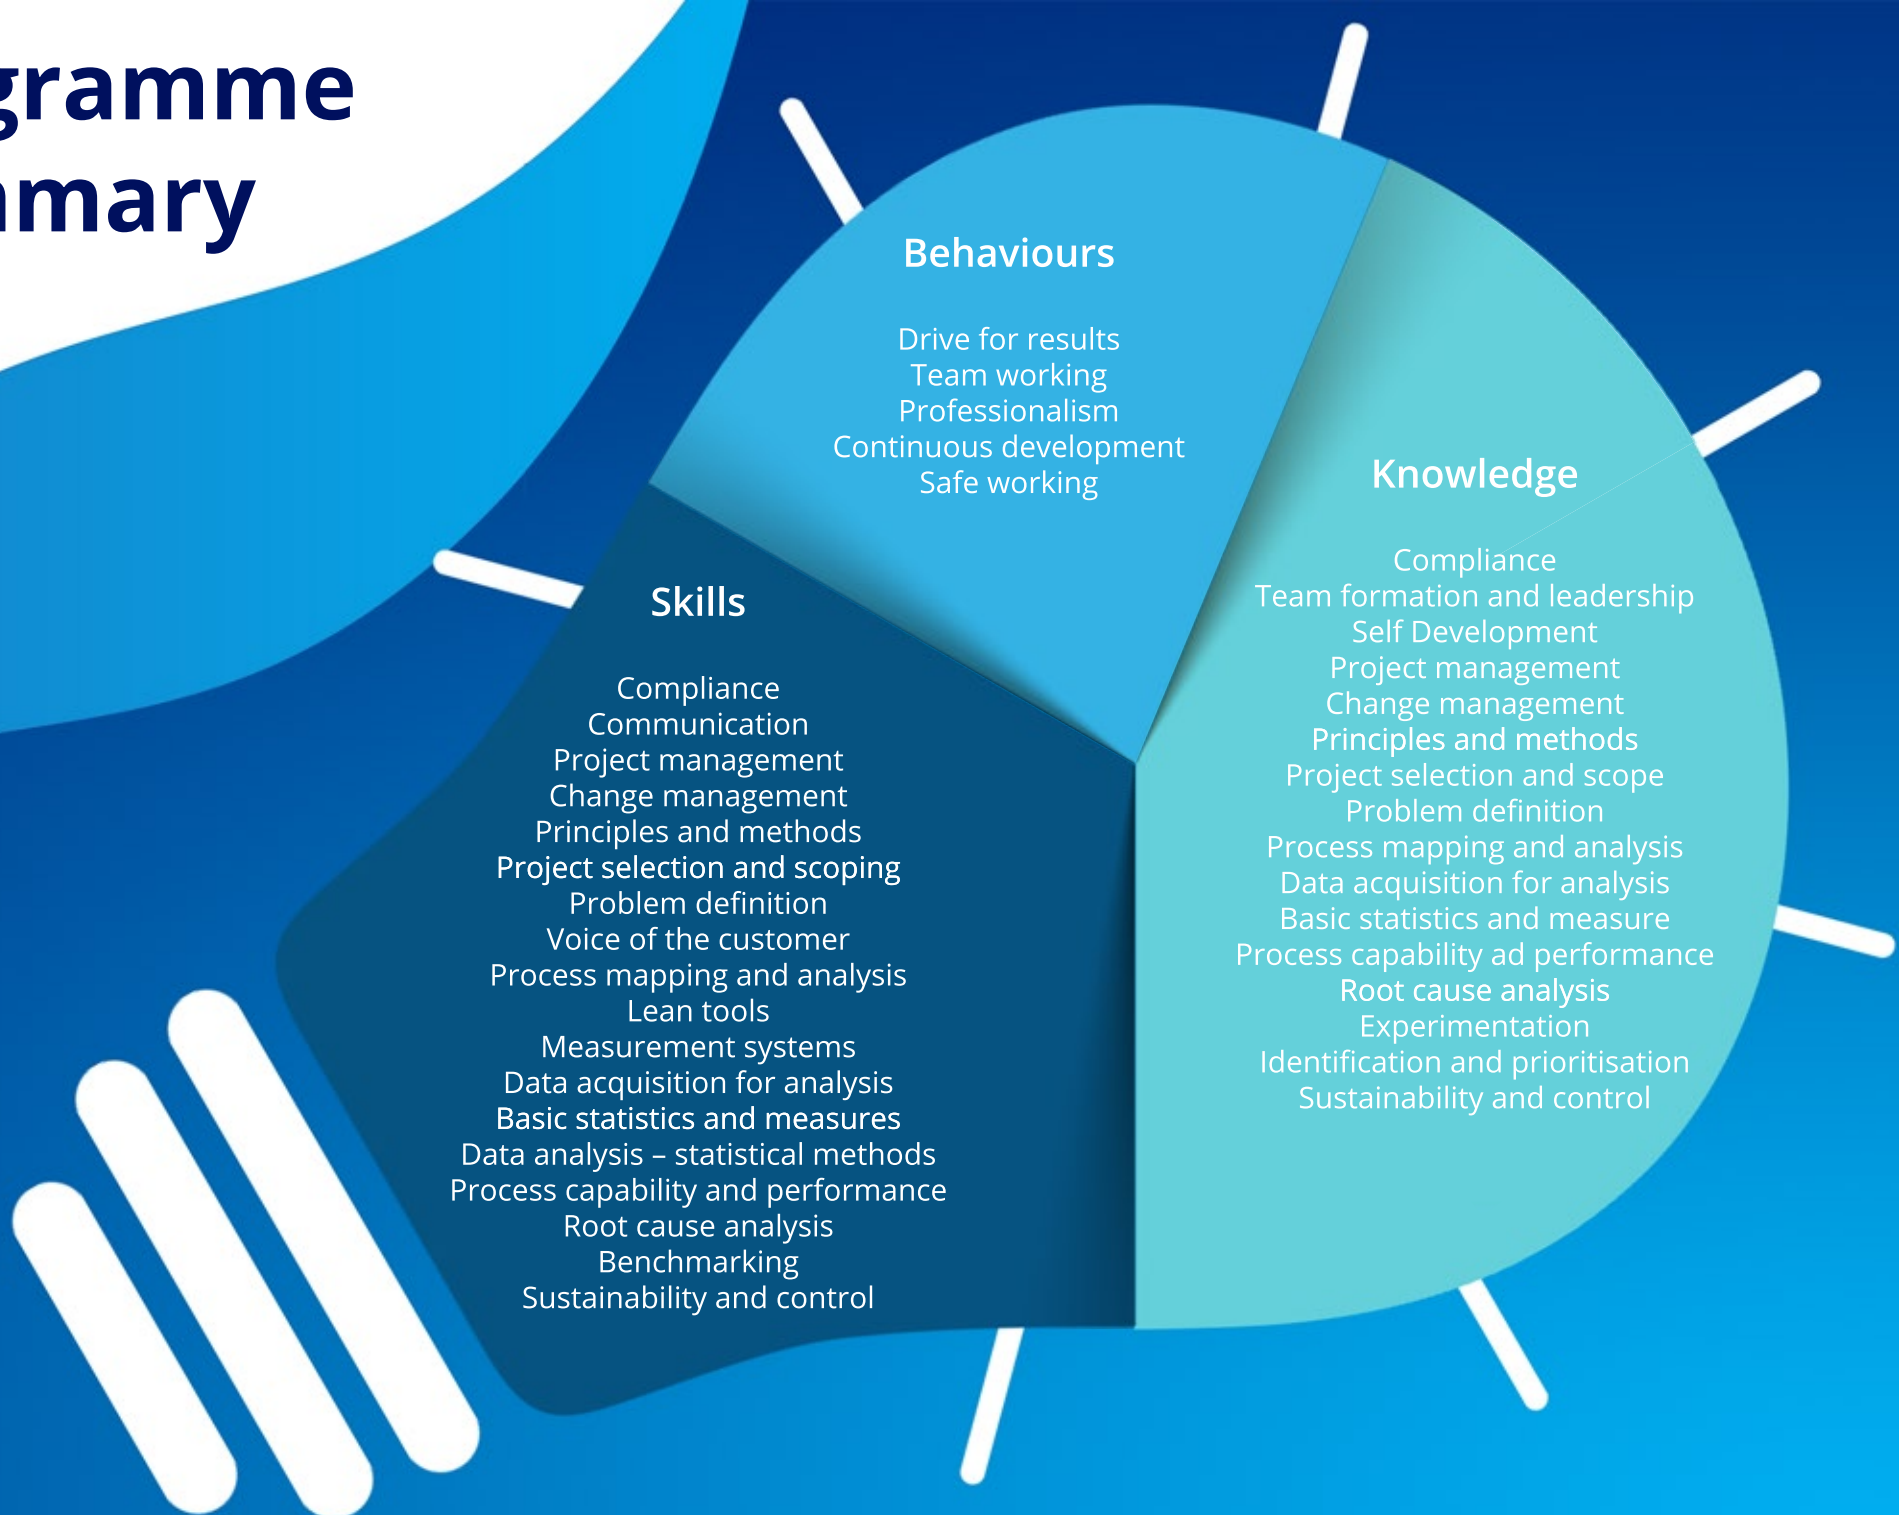 gramme
mary
Behaviours
Drive for results
Team working
Professionalism
Continuous development
Safe working
Knowledge
Compliance
Team formation and leadership
Self Development
Project management
Change management
Principles and methods
Project selection and scope
Problem definition
Process mapping and analysis
Data acquisition for analysis
Basic statistics and measure
Process capability ad performance
Root cause analysis
Experimentation
Identification and prioritisation
Sustainability and control
Skills
Compliance
Communication
Project management
Change management
Principles and methods
Project selection and scoping
Problem definition
Voice of the customer
Process mapping and analysis
Lean tools
Measurement systems
Data acquisition for analysis
Basic statistics and measures
Data analysis – statistical methods
Process capability and performance
Root cause analysis
Benchmarking
Sustainability and control